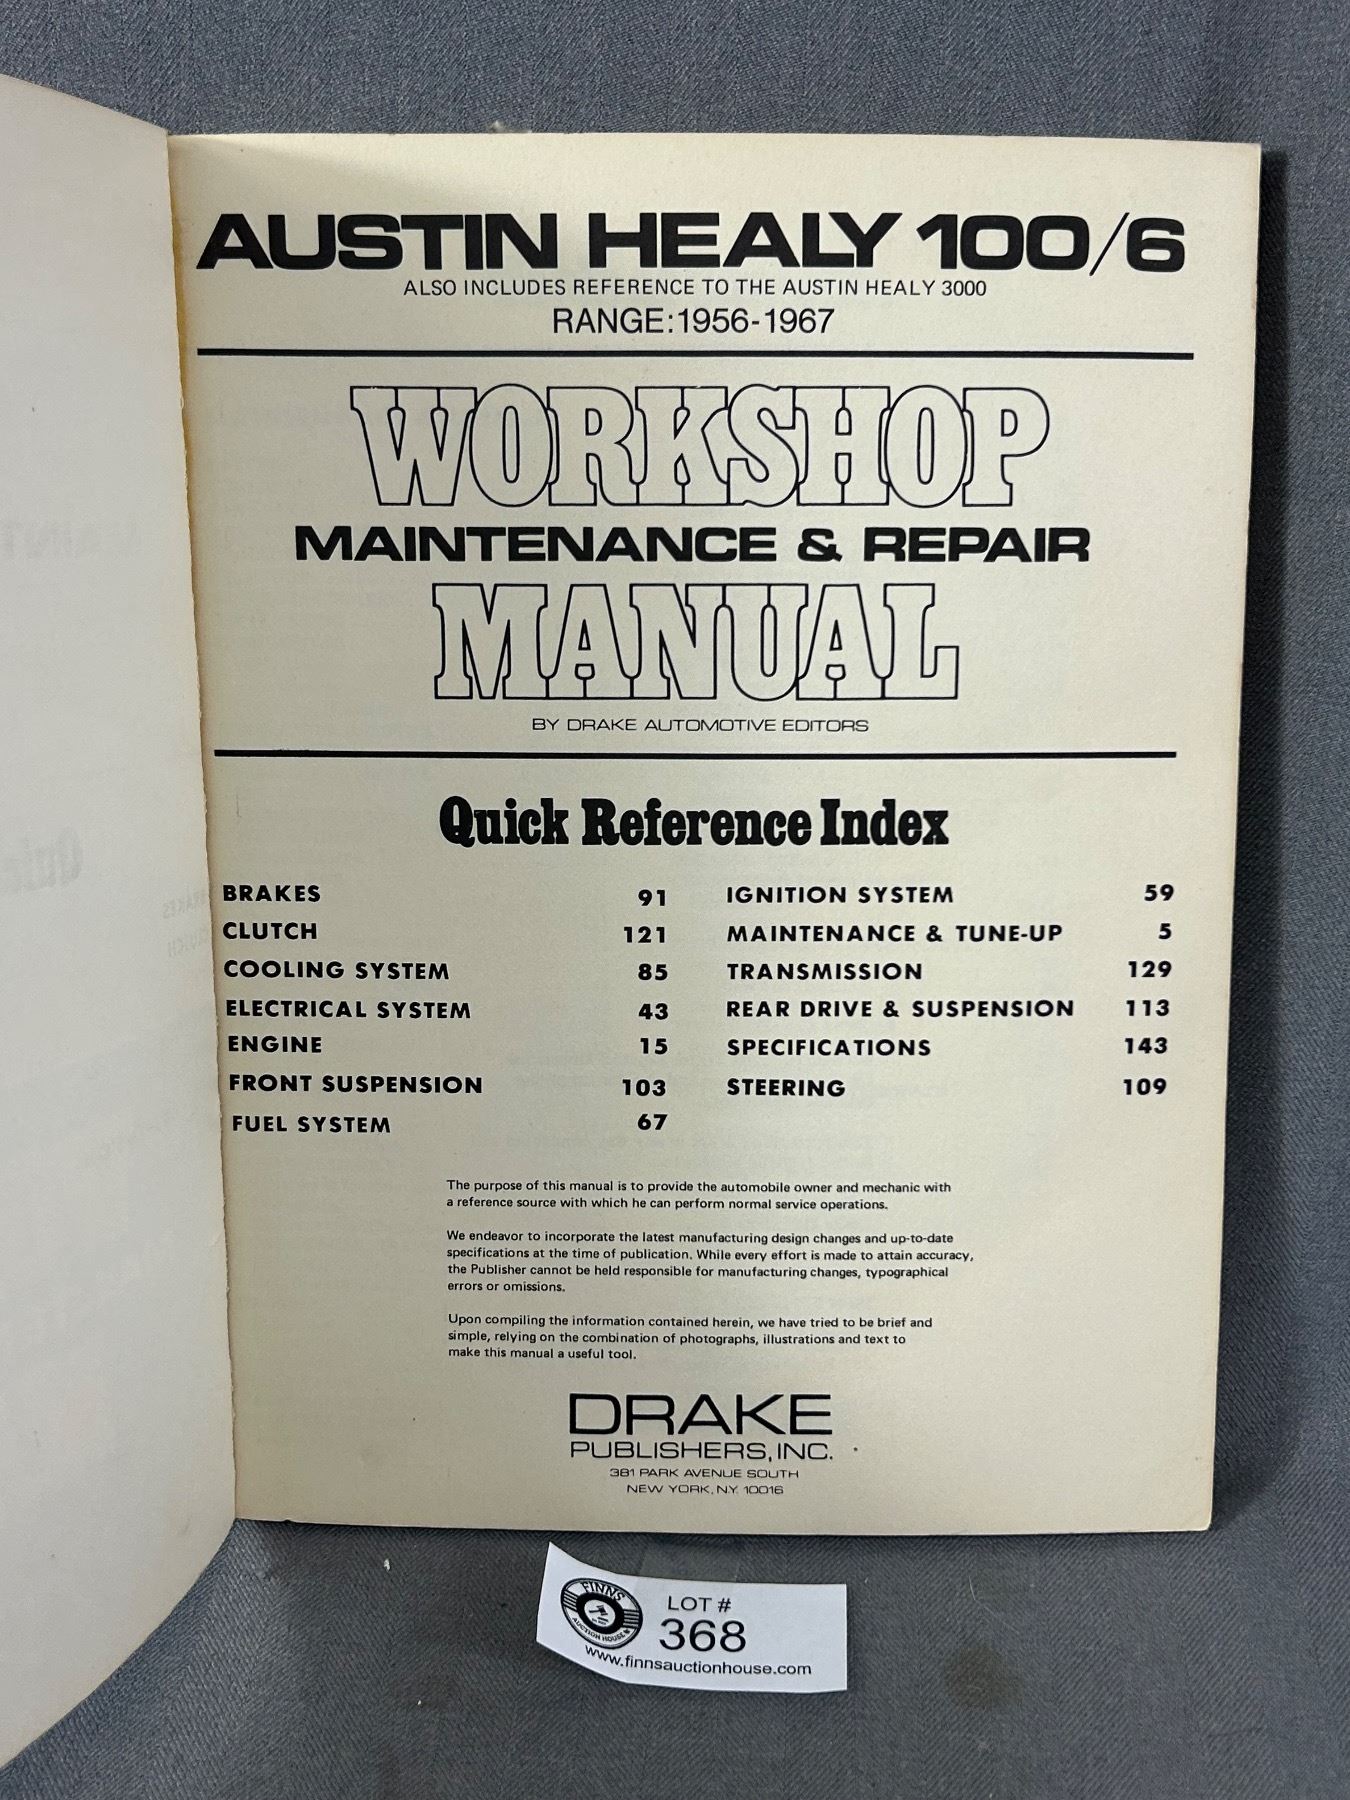 AUSTIN HEALY 100/6
ALSO INCLUDES REFERENCE TO THE AUSTIN HEALY 3000
RANGE:1956-1967
WORKSHOP
MAINTENANCE & REPAIR
MANUAL
BY DRAKE AUTOMOTIVE EDITORS
Quick Reference Index
BRAKES 91
CLUTCH 121
COOLING SYSTEM 85
ELECTRICAL SYSTEM 43
ENGINE 15
FRONT SUSPENSION 103
FUEL SYSTEM 67
IGNITION SYSTEM 59
MAINTENANCE & TUNE-UP 5
TRANSMISSION 129
REAR DRIVE & SUSPENSION 113
SPECIFICATIONS 143
STEERING 109
The purpose of this manual is to provide the automobile owner and mechanic with
a reference source with which he can perform normal service operations.
We endeavor to incorporate the latest manufacturing design changes and up-to-date
specifications at the time of publication. While every effort is made to attain accuracy,
the Publisher cannot be held responsible for manufacturing changes, typographical
errors or omissions.
Upon compiling the information contained herein, we have tried to be brief and
simple, relying on the combination of photographs, illustrations and text to
make this manual a useful tool.
DRAKE
PUBLISHERS, INC.
381 PARK AVENUE SOUTH
NEW YORK, N.Y. 10016
FINNS
AUCTION HOUSE
LOT #
368
www.finnsauctionhouse.com